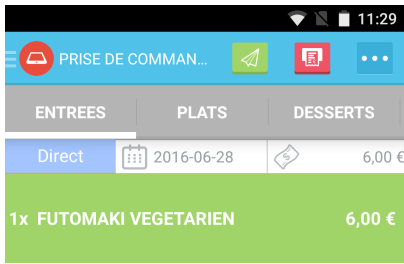 11:29
PRISE DE COMMAN...
ENTREES PLATS DESSERTS
Direct 2016-06-28 6,00 €
1x FUTOMAKI VEGETARIEN 6,00 €